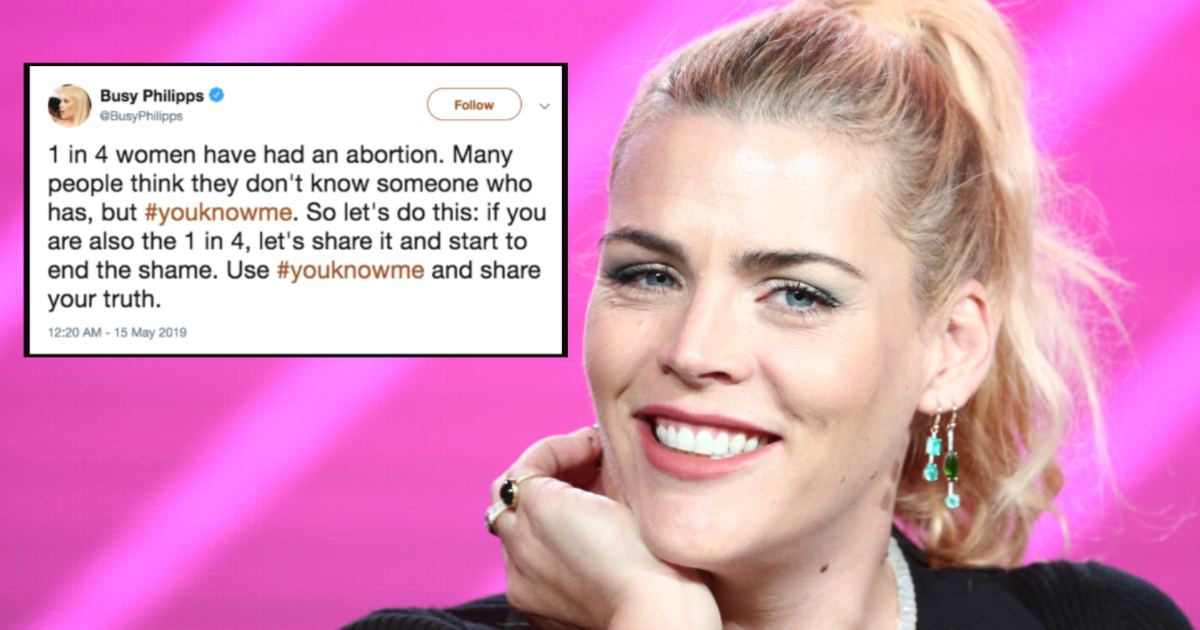 Busy Philipps
@BusyPhilipps
Follow
1 in 4 women have had an abortion. Many
people think they don't know someone who
has, but #youknowme. So let's do this: if you
are also the 1 in 4, let's share it and start to
end the shame. Use #youknowme and share
your truth.
12:20 AM - 15 May 2019